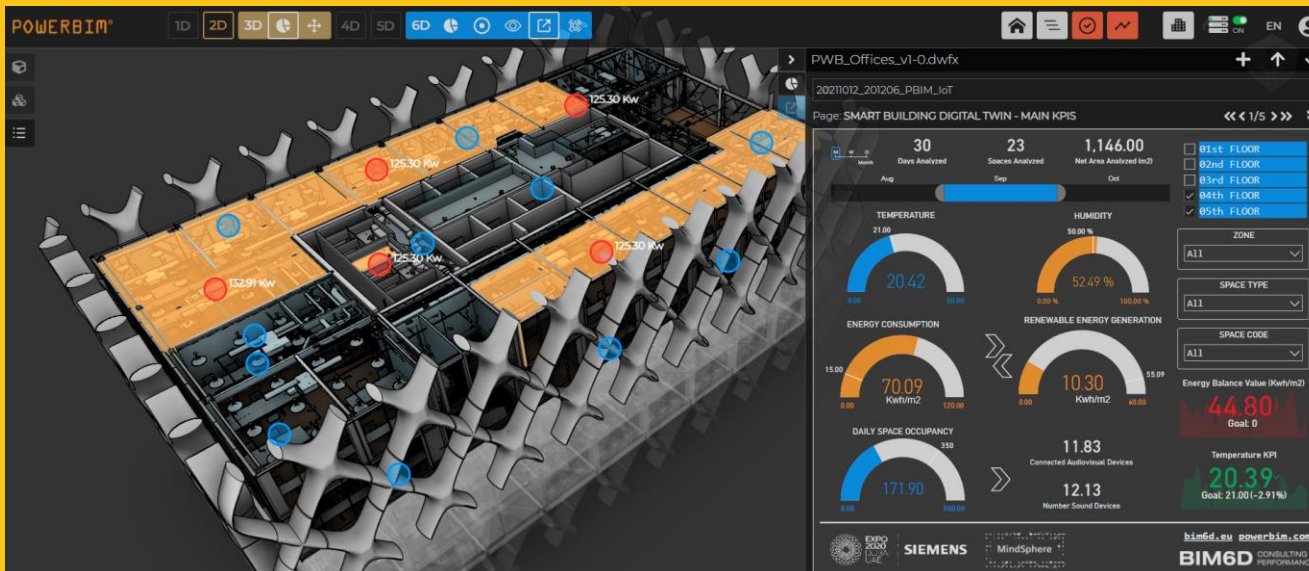 POWERBIM®
1D 2D 3D 4D 5D 6D
ON
EN
PWB_Offices_v1-0.dwfx
20211012_201206_PBIM_IoT
Page: SMART BUILDING DIGITAL TWIN - MAIN KPIS
1/5
M W D
Month
30
Days Analyzed
23
Spaces Analyzed
1,146.00
Net Area Analyzed (m2)
Aug Sep Oct
01st FLOOR
02nd FLOOR
03rd FLOOR
04th FLOOR
05th FLOOR
ZONE
All
SPACE TYPE
All
SPACE CODE
All
TEMPERATURE
21.00
20.42
0.00 50.00
HUMIDITY
50.00 %
52.49 %
0.00 % 100.00 %
ENERGY CONSUMPTION
15.00
70.09
Kwh/m2
0.00 120.00
RENEWABLE ENERGY GENERATION
55.09
10.30
Kwh/m2
0.00 60.00
Energy Balance Value (Kwh/m2)
44.80
Goal: 0
DAILY SPACE OCCUPANCY
350
171.90
0.00 500.00
11.83
Connected Audiovisual Devices
12.13
Number Sound Devices
Temperature KPI
20.39
Goal: 21.00 (-2.91%)
EXPO
2020
DUBAI
UAE
SIEMENS
MindSphere
bim6d.eu powerbim.com
BIM6D CONSULTING
PERFORMAN
125.30 Kw
125.30 Kw
125.30 Kw
125.30 Kw
132.91 Kw